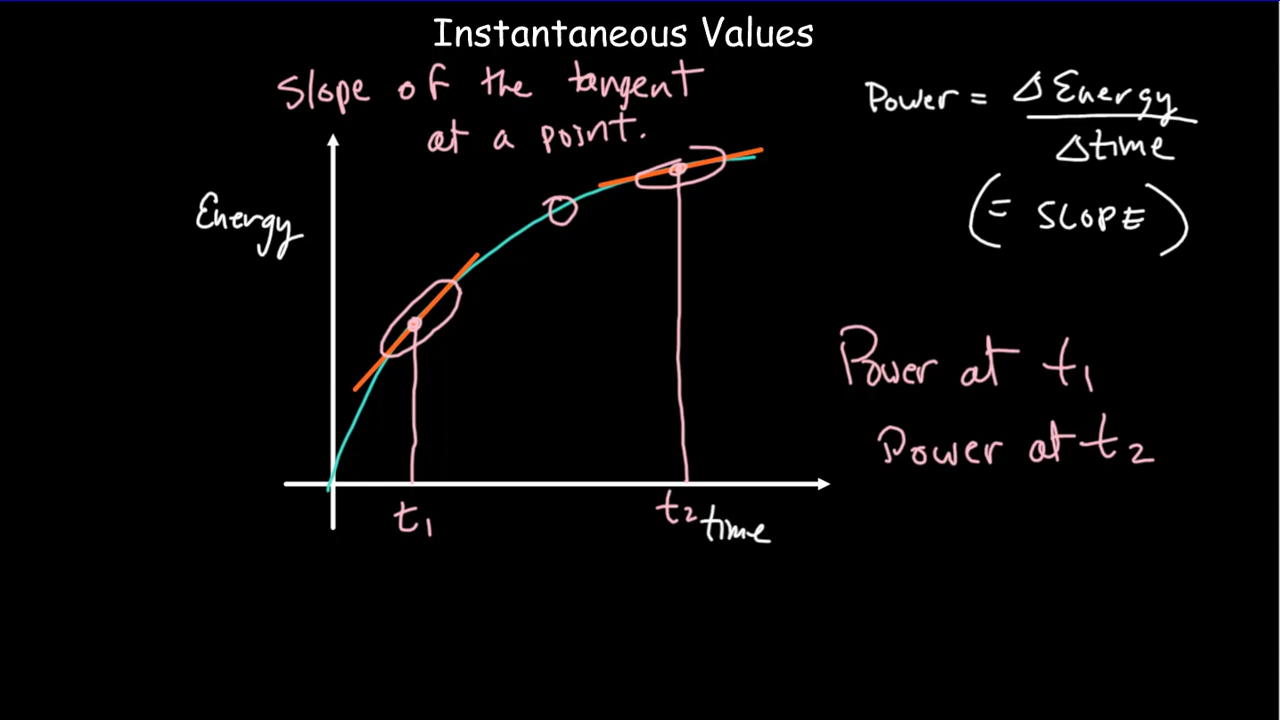 Instantaneous Values
Slope of the tangent
at a point.
Power = Δ Energy
Δtime
(= SLOPE)
Energy
Power at t₁
Power at t₂
t₁
t₂ time